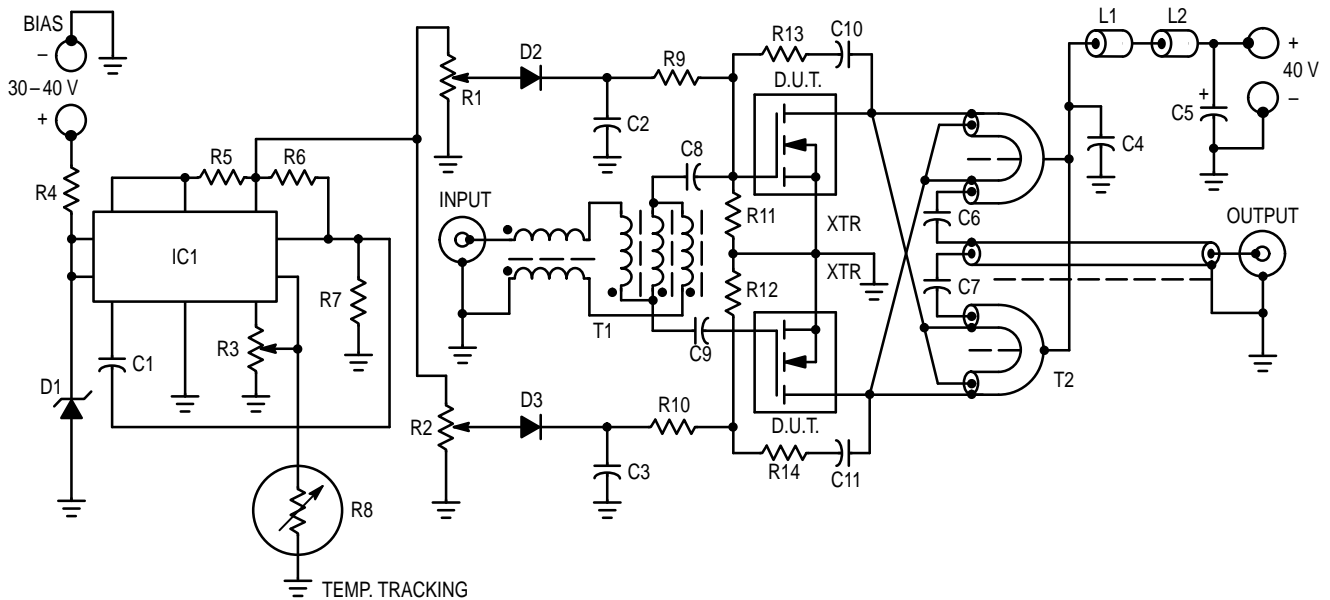 BIAS
–
30–40 V
+
R4
R5
R6
IC1
R7
R3
C1
D1
R8
TEMP. TRACKING
R1
D2
R9
C2
R13
C10
D.U.T.
C8
INPUT
R11
XTR
XTR
R12
T1
C9
R2
D3
R10
C3
D.U.T.
R14
C11
L1
L2
+
40 V
–
+
C5
C4
C6
C7
OUTPUT
T2